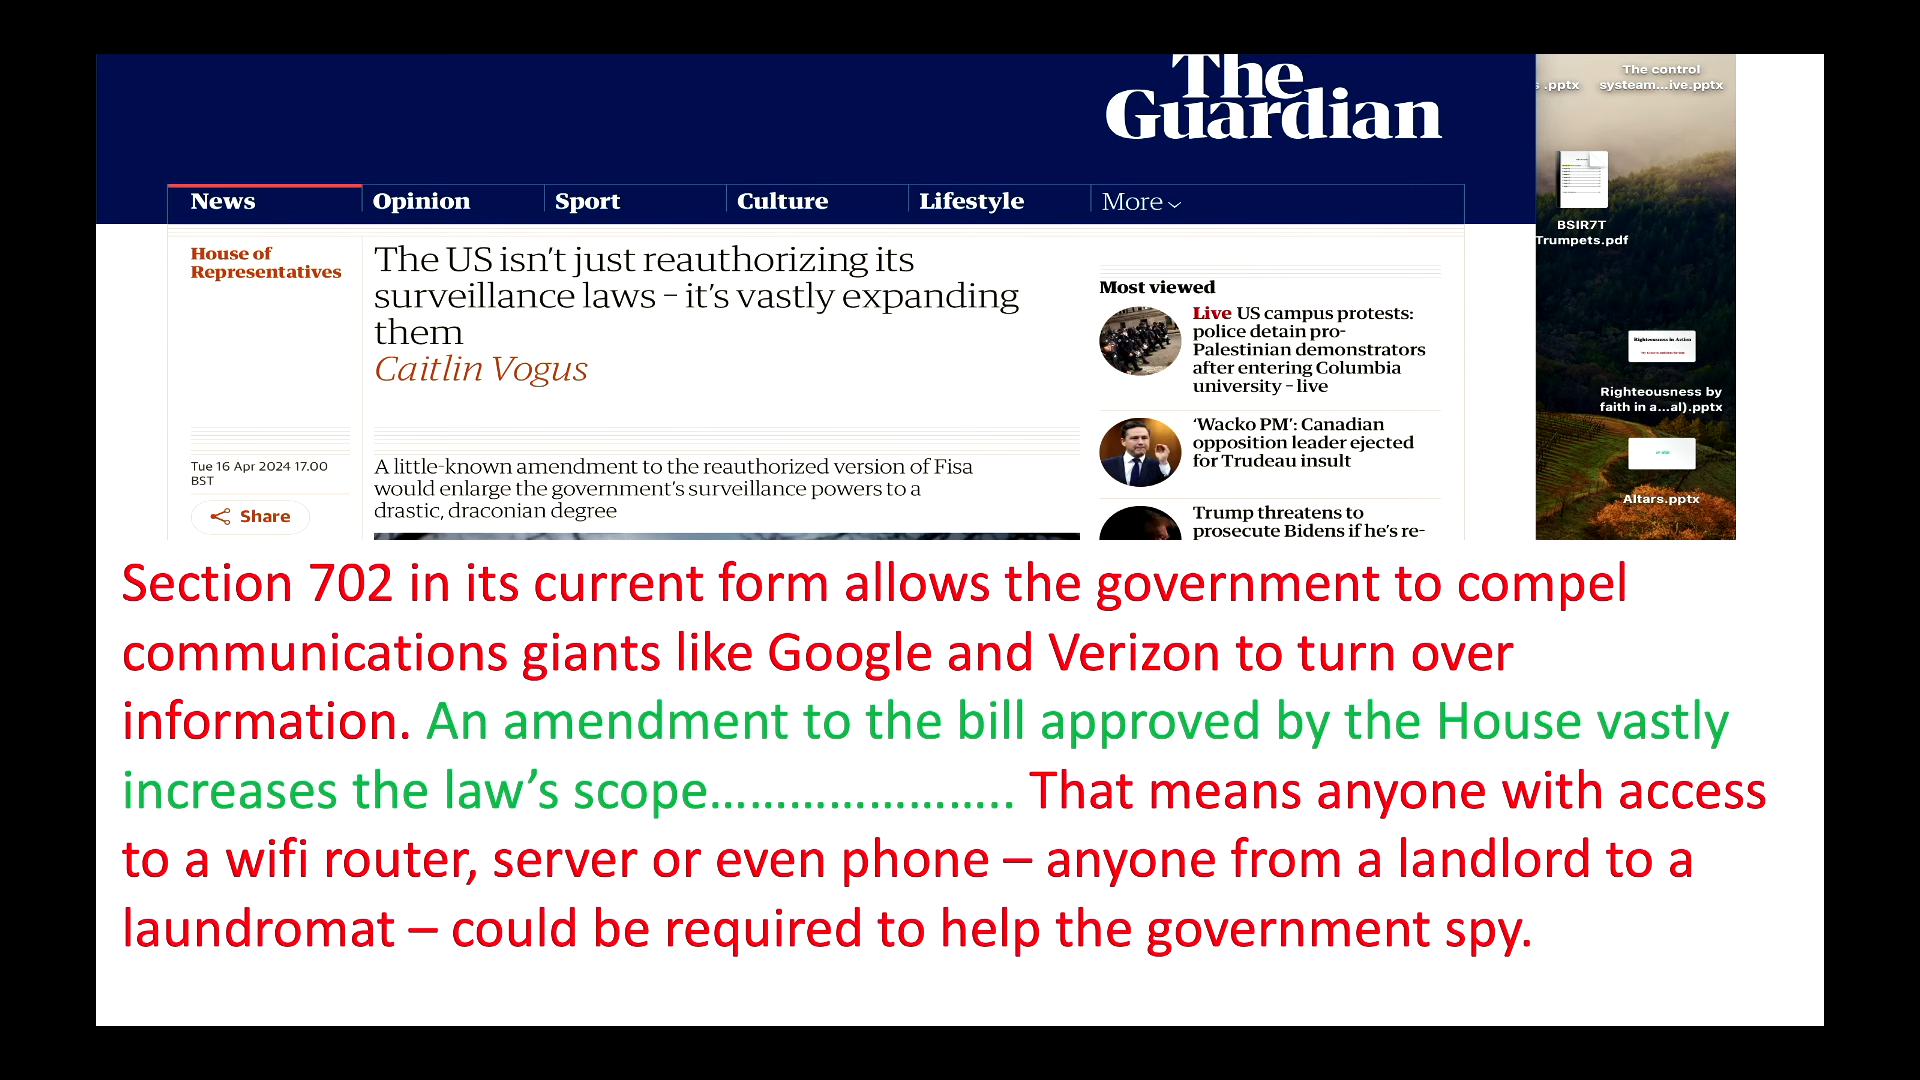 The
Guardian
News
Opinion
Sport
Culture
Lifestyle
More
House of
Representatives
The US isn’t just reauthorizing its
surveillance laws – it’s vastly expanding
them
Caitlin Vogus
Tue 16 Apr 2024 17.00
BST
Share
A little-known amendment to the reauthorized version of Fisa
would enlarge the government’s surveillance powers to a
drastic, draconian degree
Most viewed
Live US campus protests:
police detain pro-
Palestinian demonstrators
after entering Columbia
university – live
‘Wacko PM’: Canadian
opposition leader ejected
for Trudeau insult
Trump threatens to
prosecute Bidens if he’s re-
The control
s .pptx
systeam...ive.pptx
BSIR7T
Trumpets.pdf
Righteousness in Action
Righteousness by
faith in a...al).pptx
Altars.pptx
Section 702 in its current form allows the government to compel
communications giants like Google and Verizon to turn over
information. An amendment to the bill approved by the House vastly
increases the law’s scope………………….. That means anyone with access
to a wifi router, server or even phone – anyone from a landlord to a
laundromat – could be required to help the government spy.